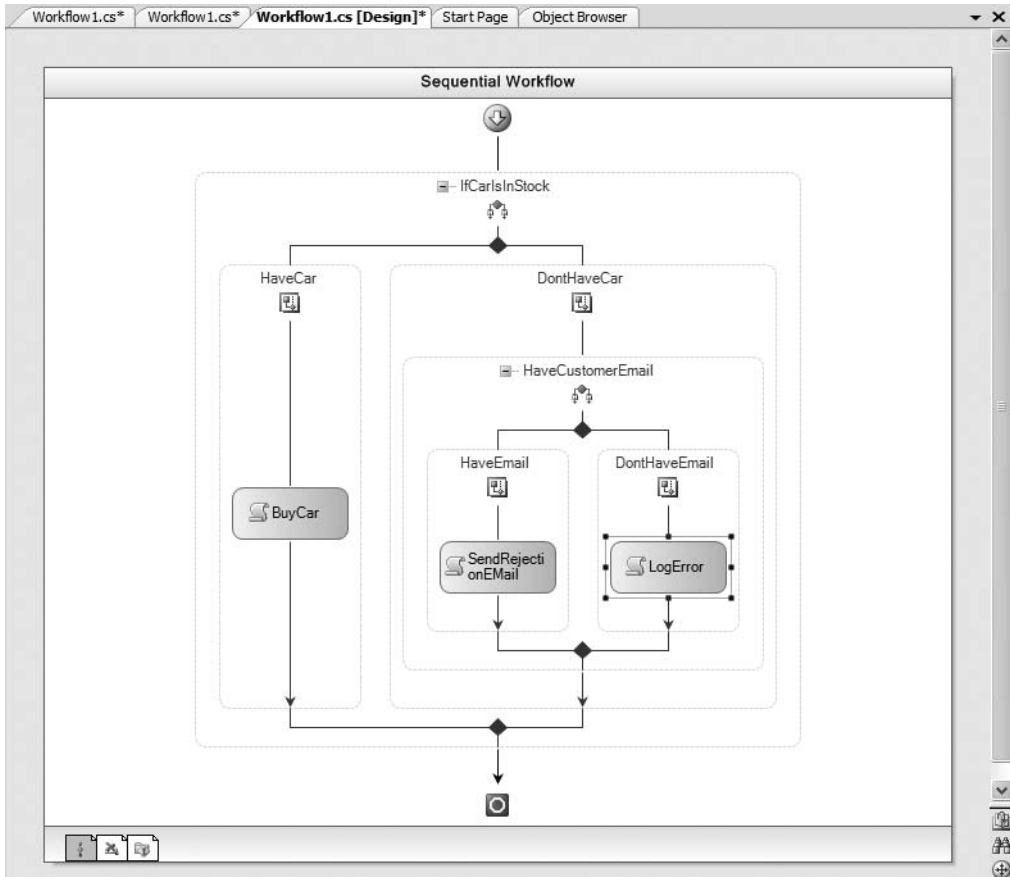 Workflow1.cs* Workflow1.cs* Workflow1.cs [Design]* Start Page Object Browser
Sequential Workflow
IfCarIsInStock
HaveCar DontHaveCar
HaveCustomerEmail
HaveEmail DontHaveEmail
BuyCar
SendRejecti
onEMail
LogError